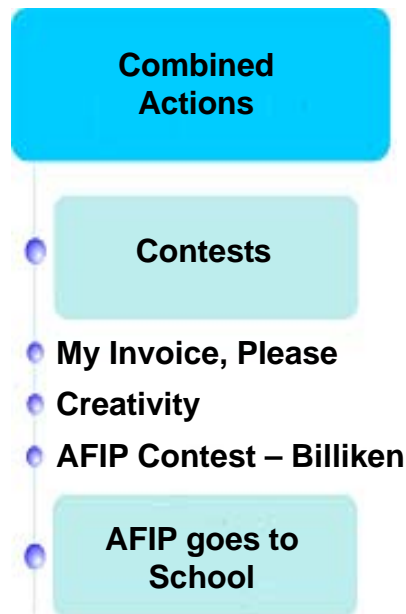 Combined
Actions
Contests
My Invoice, Please
Creativity
AFIP Contest – Billiken
AFIP goes to
School